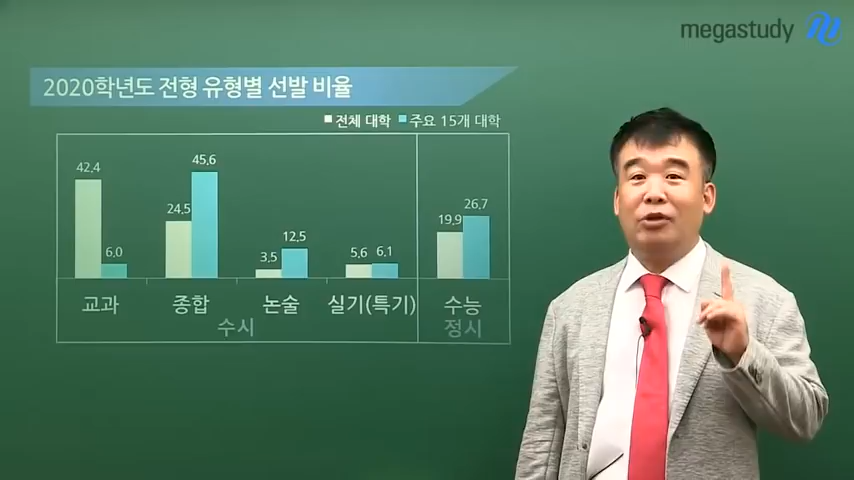 megastudy
2020학년도 전형 유형별 선발 비율
전체 대학 주요 15개 대학
42.4 6.0 24.5 45.6 3.5 12.5 5.6 6.1 19.9 26.7
교과 종합 논술 실기(특기) 수능
수시 정시